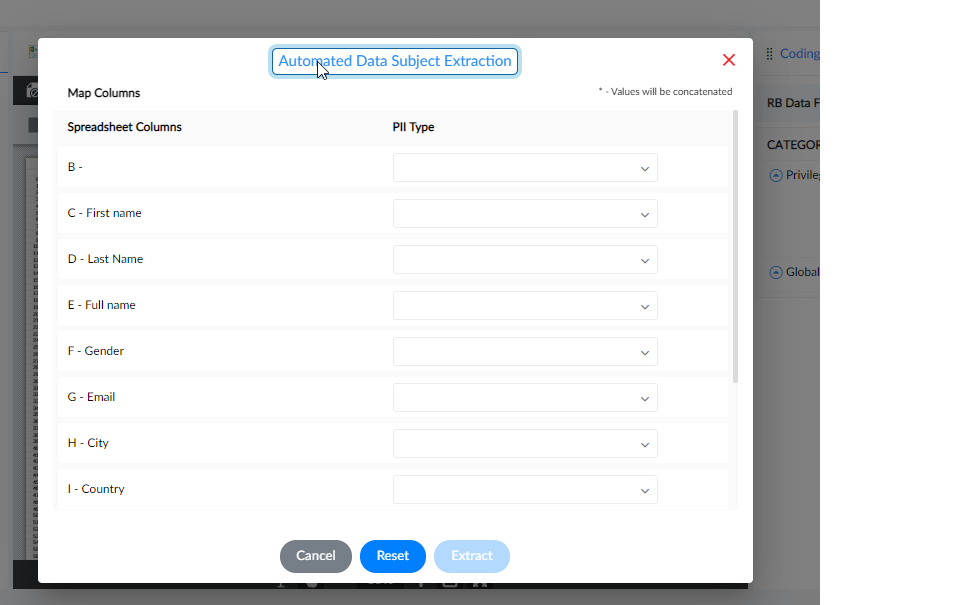 Automated Data Subject Extraction
Coding
Map Columns
* - Values will be concatenated
RB Data F
Spreadsheet Columns
PII Type
CATEGOR
B -
Privile
C - First name
D - Last Name
Global
E - Full name
F - Gender
G - Email
H - City
I - Country
Cancel
Reset
Extract